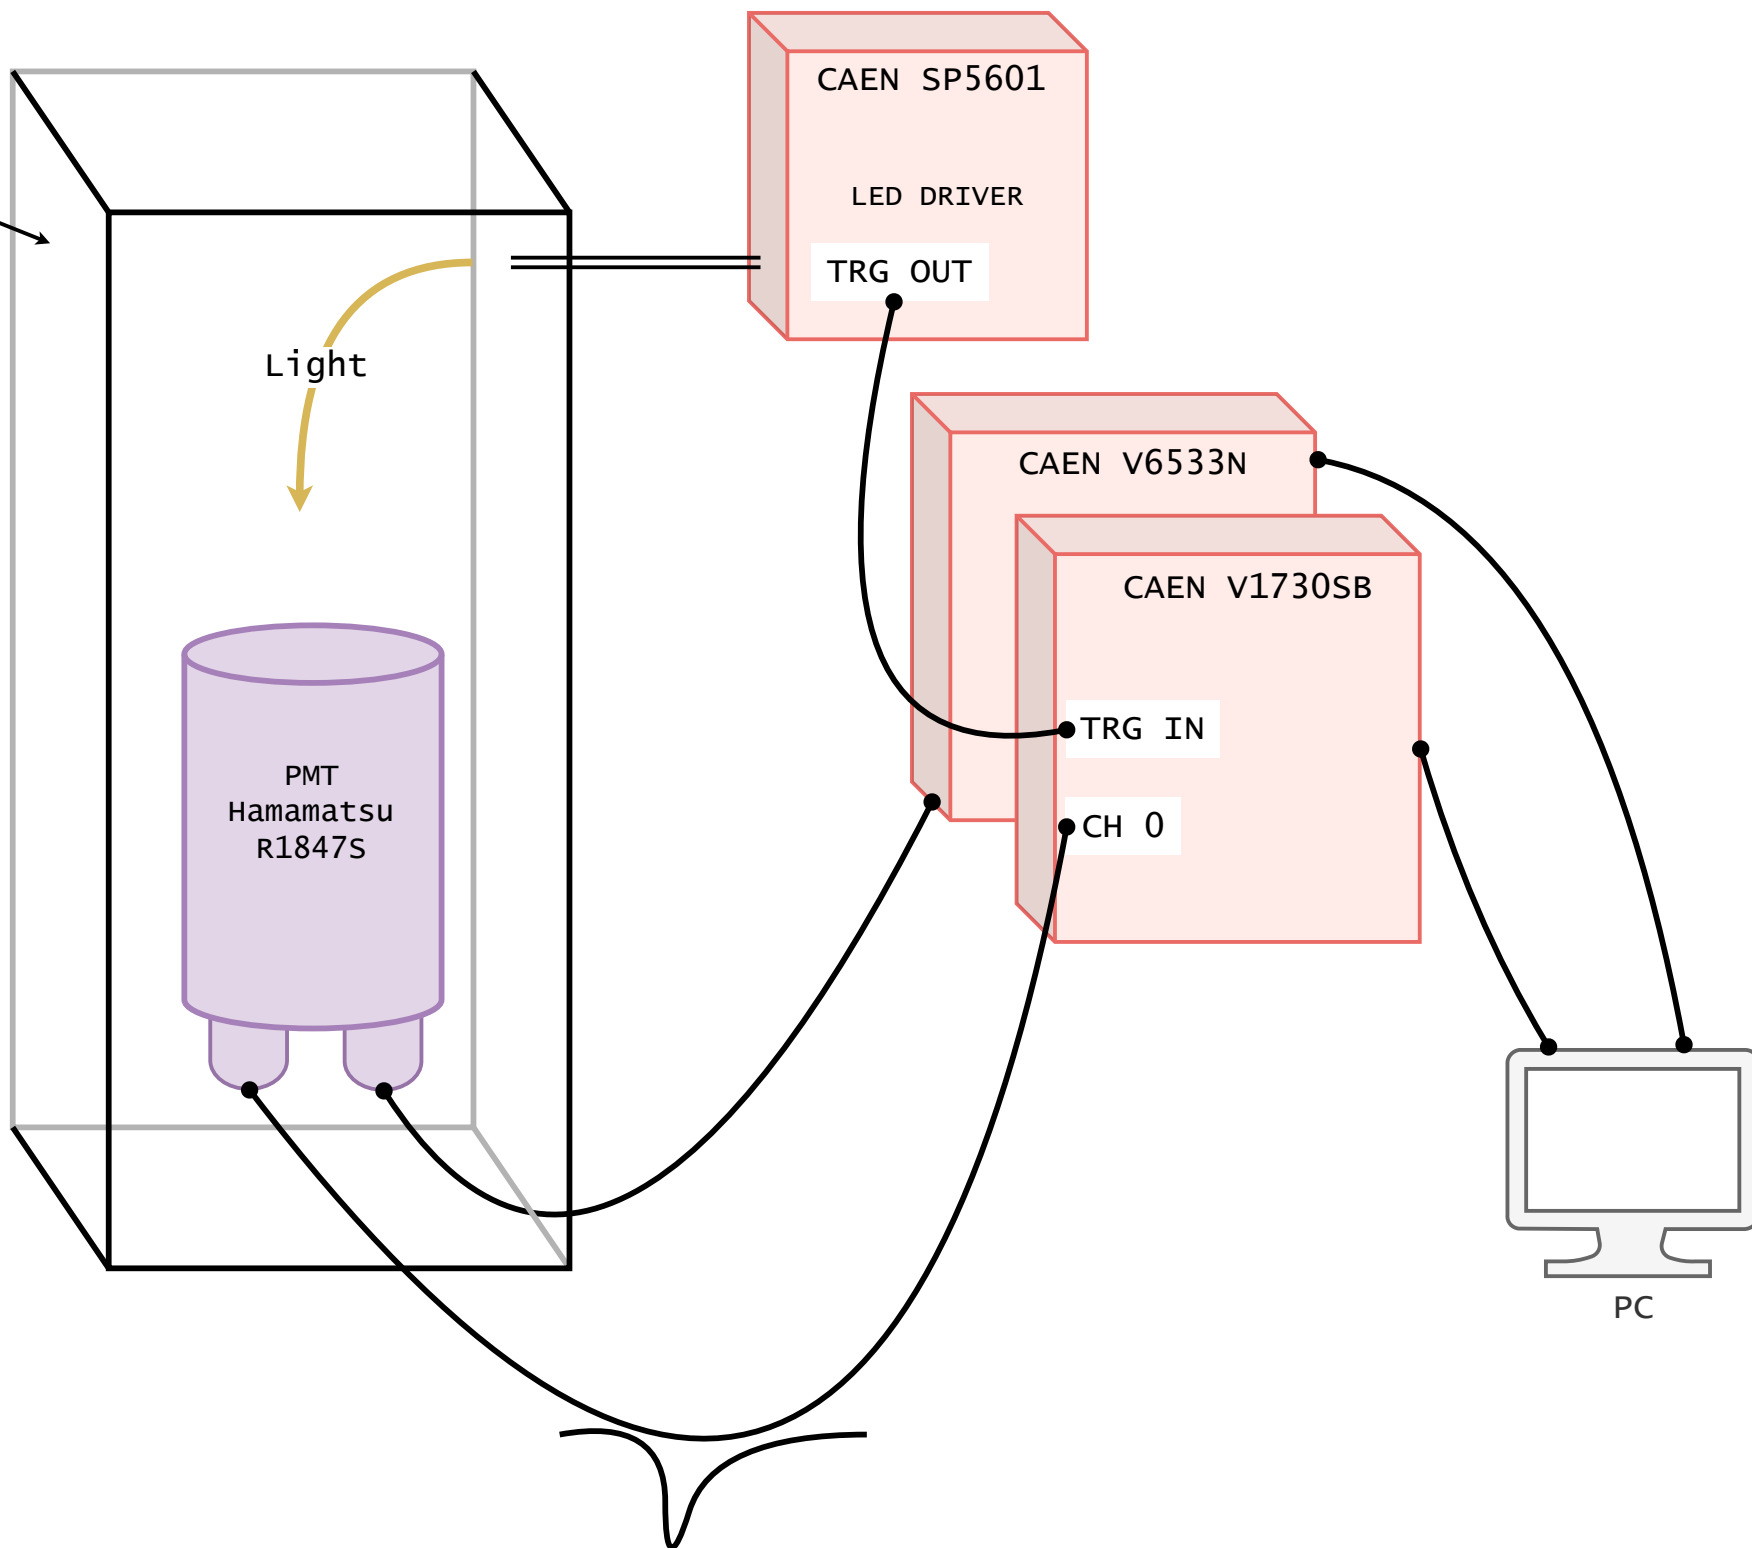 CAEN SP5601
LED DRIVER
TRG OUT
Light
CAEN V6533N
CAEN V1730SB
TRG IN
CH 0
PMT
Hamamatsu
R1847S
PC